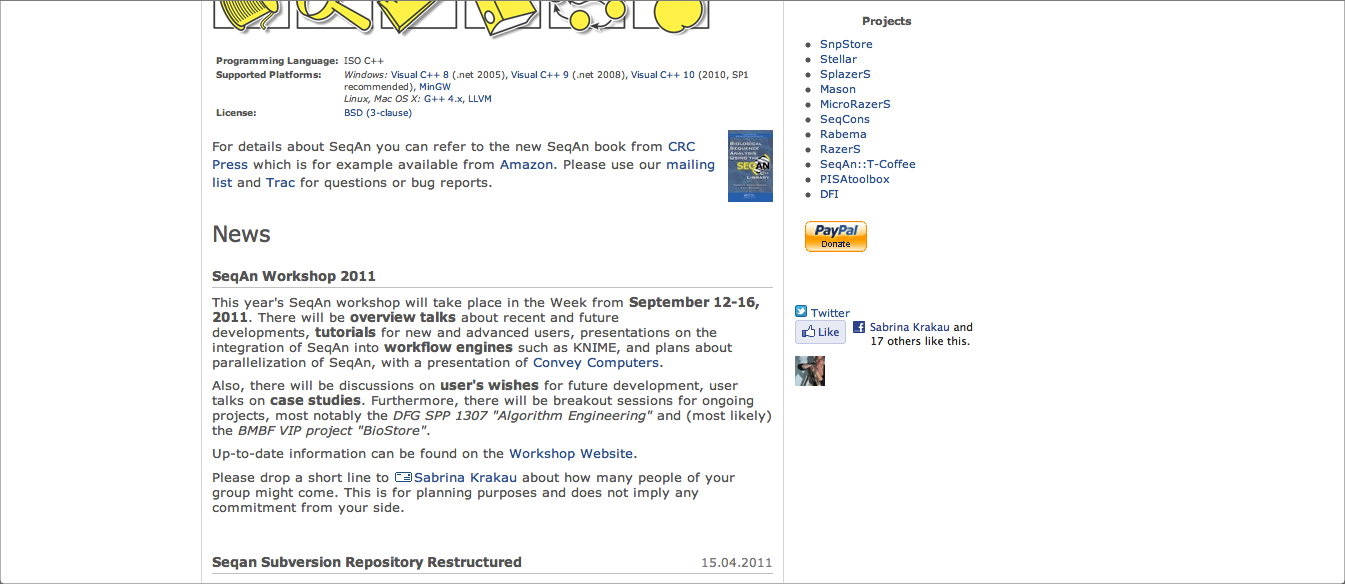 Programming Language: ISO C++
Supported Platforms: Windows: Visual C++ 8 (.net 2005), Visual C++ 9 (.net 2008), Visual C++ 10 (2010, SP1
recommended), MinGW
Linux, Mac OS X: G++ 4.x, LLVM
License: BSD (3-clause)
For details about SeqAn you can refer to the new SeqAn book from CRC
Press which is for example available from Amazon. Please use our mailing
list and Trac for questions or bug reports.
BIOLOGICAL
SEQUENCE
ANALYSIS
USING THE
SEQAN
C++
LIBRARY
News
SeqAn Workshop 2011
This year's SeqAn workshop will take place in the Week from September 12-16,
2011. There will be overview talks about recent and future
developments, tutorials for new and advanced users, presentations on the
integration of SeqAn into workflow engines such as KNIME, and plans about
parallelization of SeqAn, with a presentation of Convey Computers.
Also, there will be discussions on user's wishes for future development, user
talks on case studies. Furthermore, there will be breakout sessions for ongoing
projects, most notably the DFG SPP 1307 "Algorithm Engineering" and (most likely)
the BMBF VIP project "BioStore".
Up-to-date information can be found on the Workshop Website.
Please drop a short line to Sabrina Krakau about how many people of your
group might come. This is for planning purposes and does not imply any
commitment from your side.
Seqan Subversion Repository Restructured 15.04.2011
Projects
SnpStore
Stellar
SplazerS
Mason
MicroRazerS
SeqCons
Rabema
RazerS
SeqAn::T-Coffee
PISAtoolbox
DFI
PayPal
Donate
Twitter
Like
Sabrina Krakau and
17 others like this.